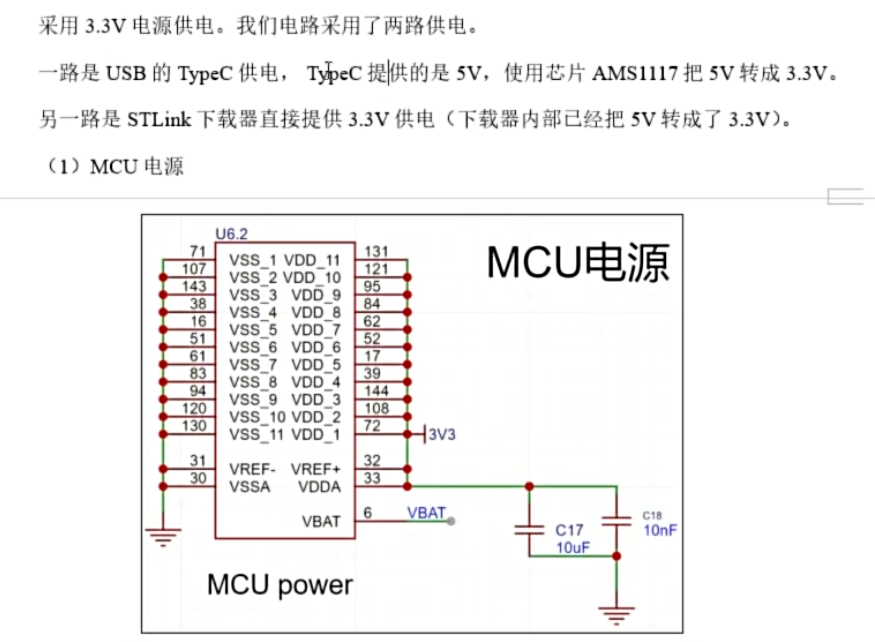 采用 3.3V 电源供电。我们电路采用了两路供电。
一路是 USB 的 TypeC 供电， TypeC 提供的是 5V，使用芯片 AMS1117 把 5V 转成 3.3V。
另一路是 STLink 下载器直接提供 3.3V 供电（下载器内部已经把 5V 转成了 3.3V）。
（1）MCU 电源
U6.2
MCU电源
71 VSS_1 VDD_11 131
107 VSS_2 VDD_10 121
143 VSS_3 VDD_9 95
38 VSS_4 VDD_8 84
16 VSS_5 VDD_7 62
51 VSS_6 VDD_6 52
61 VSS_7 VDD_5 17
83 VSS_8 VDD_4 39
94 VSS_9 VDD_3 144
120 VSS_10 VDD_2 108
130 VSS_11 VDD_1 72
3V3
31 VREF- VREF+ 32
30 VSSA VDDA 33
VBAT 6 VBAT
C17
10uF
C18
10nF
MCU power